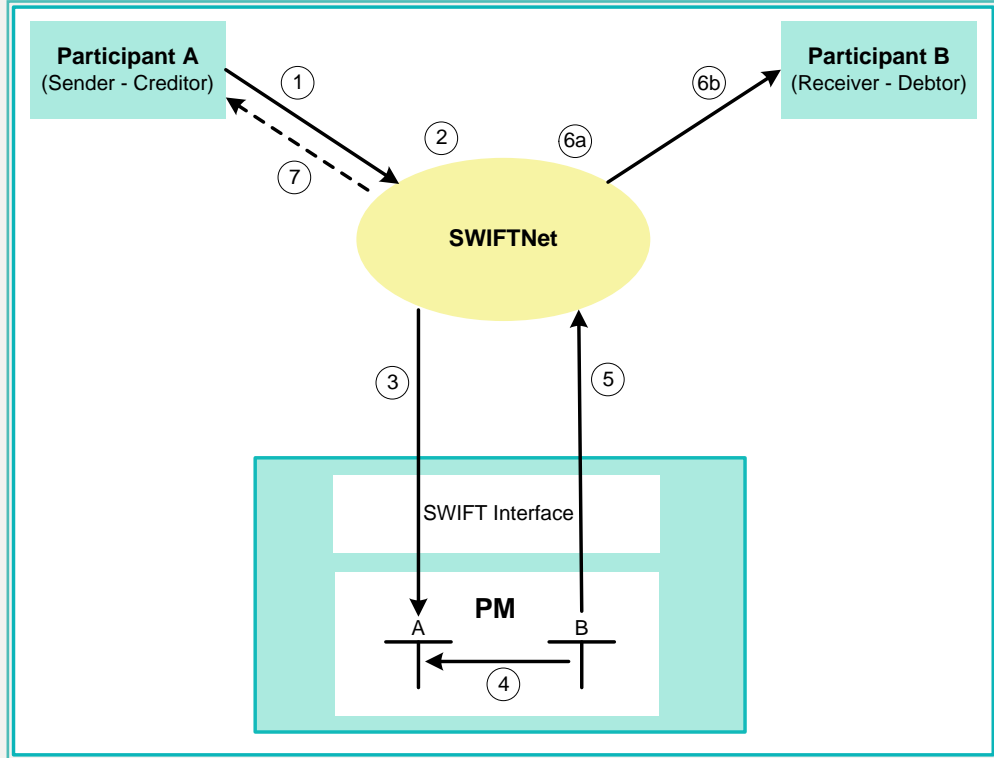 Participant A
(Sender - Creditor)
Participant B
(Receiver - Debtor)
1
2
6a
6b
7
SWIFTNet
3
5
SWIFT Interface
PM
A
B
4